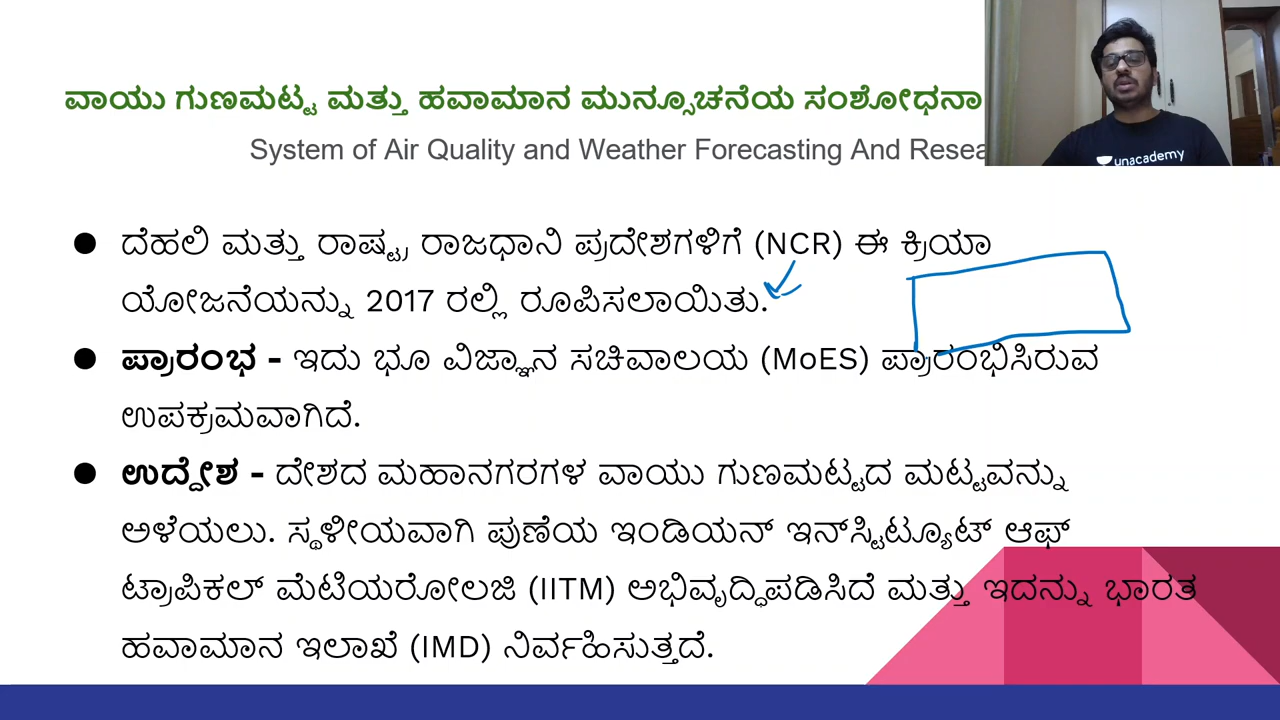 ವಾಯು ಗುಣಮಟ್ಟ ಮತ್ತು ಹವಾಮಾನ ಮುನ್ಸೂಚನೆಯ ಸಂಶೋಧನಾ
System of Air Quality and Weather Forecasting And Resea
unacademy
● ದೆಹಲಿ ಮತ್ತು ರಾಷ್ಟ್ರ ರಾಜಧಾನಿ ಪ್ರದೇಶಗಳಿಗೆ (NCR) ಈ ಕ್ರಿಯಾ
ಯೋಜನೆಯನ್ನು 2017 ರಲ್ಲಿ ರೂಪಿಸಲಾಯಿತು.
● ಪ್ರಾರಂಭ - ಇದು ಭೂ ವಿಜ್ಞಾನ ಸಚಿವಾಲಯ (MoES) ಪ್ರಾರಂಭಿಸಿರುವ
ಉಪಕ್ರಮವಾಗಿದೆ.
● ಉದ್ದೇಶ - ದೇಶದ ಮಹಾನಗರಗಳ ವಾಯು ಗುಣಮಟ್ಟದ ಮಟ್ಟವನ್ನು
ಅಳೆಯಲು. ಸ್ಥಳೀಯವಾಗಿ ಪುಣೆಯ ಇಂಡಿಯನ್ ಇನ್‌ಸ್ಟಿಟ್ಯೂಟ್ ಆಫ್
ಟ್ರಾಪಿಕಲ್ ಮೆಟಿಯರೋಲಜಿ (IITM) ಅಭಿವೃದ್ಧಿಪಡಿಸಿದೆ ಮತ್ತು ಇದನ್ನು ಭಾರತ
ಹವಾಮಾನ ಇಲಾಖೆ (IMD) ನಿರ್ವಹಿಸುತ್ತದೆ.